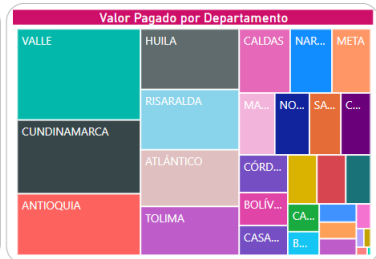 Valor Pagado por Departamento
VALLE
CUNDINAMARCA
ANTIOQUIA
HUILA
RISARALDA
ATLÁNTICO
TOLIMA
CALDAS
NAR...
META
MA...
NO...
SA...
C...
CÓRD...
BOLÍV...
CASA...
CA...
B...